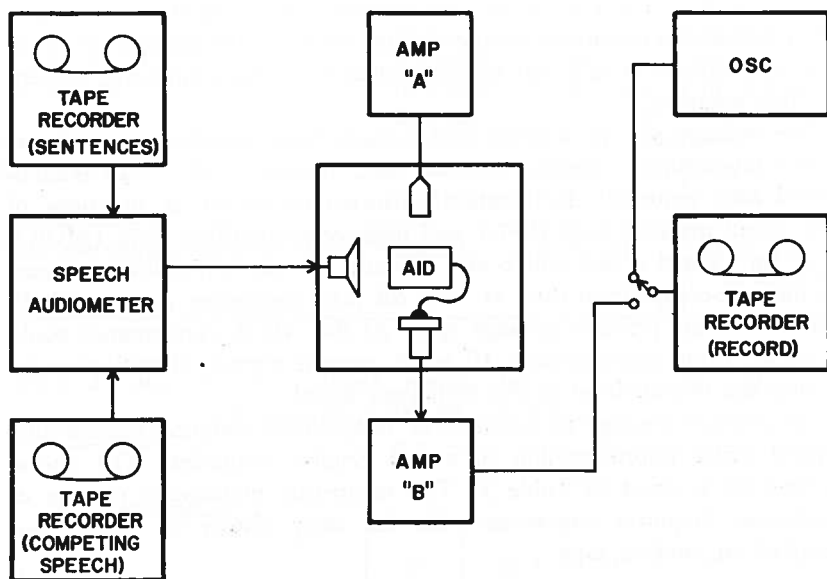 TAPE
RECORDER
(SENTENCES)
AMP
"A"
OSC
SPEECH
AUDIOMETER
AID
TAPE
RECORDER
(RECORD)
TAPE
RECORDER
(COMPETING
SPEECH)
AMP
"B"